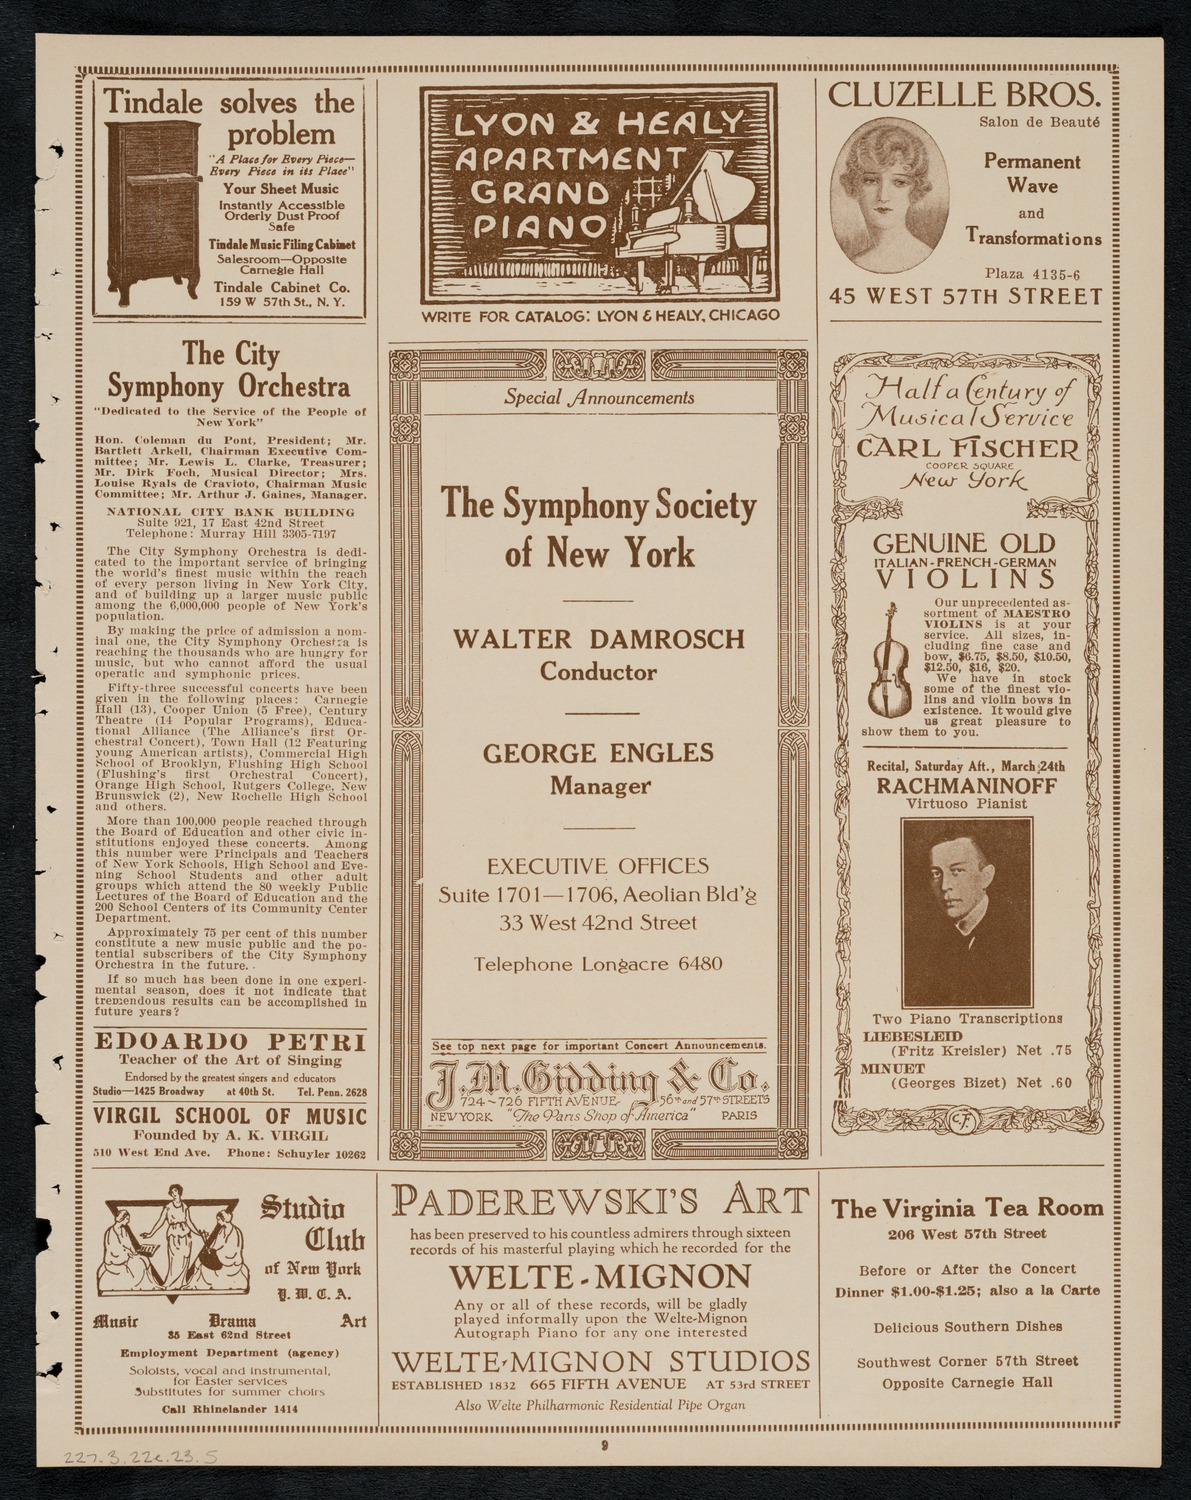 Tindale solves the
problem
"A Place for Every Piece—
Every Piece in its Place"
Your Sheet Music
Instantly Accessible
Orderly Dust Proof
Safe
Tindale Music Filing Cabinet
Salesroom—Opposite
Carnegie Hall
Tindale Cabinet Co.
159 W 57th St., N. Y.
The City
Symphony Orchestra
"Dedicated to the Service of the People of
New York"
Hon. Coleman du Pont, President; Mr.
Bartlett Arkell, Chairman Executive Com-
mittee; Mr. Lewis L. Clarke, Treasurer;
Mr. Dirk Foch, Musical Director; Mrs.
Louise Ryals de Cravioto, Chairman Music
Committee; Mr. Arthur J. Gaines, Manager.
NATIONAL CITY BANK BUILDING
Suite 921, 17 East 42nd Street
Telephone: Murray Hill 3305-7197
The City Symphony Orchestra is dedi-
cated to the important service of bringing
the world's finest music within the reach
of every person living in New York City,
and of building up a larger music public
among the 6,000,000 people of New York's
population.
By making the price of admission a nom-
inal one, the City Symphony Orchestra is
reaching the thousands who are hungry for
music, but who cannot afford the usual
operatic and symphonic prices.
Fifty-three successful concerts have been
given in the following places: Carnegie
Hall (13), Cooper Union (5 Free), Century
Theatre (14 Popular Programs), Educa-
tional Alliance (The Alliance's first Or-
chestral Concert), Town Hall (12 Featuring
young American artists), Commercial High
School of Brooklyn, Flushing High School
(Flushing's first Orchestral Concert),
Orange High School, Rutgers College, New
Brunswick (2), New Rochelle High School
and others.
More than 100,000 people reached through
the Board of Education and other civic in-
stitutions enjoyed these concerts. Among
this number were Principals and Teachers
of New York Schools, High School and Eve-
ning School Students and other adult
groups which attend the 80 weekly Public
Lectures of the Board of Education and the
200 School Centers of its Community Center
Department.
Approximately 75 per cent of this number
constitute a new music public and the po-
tential subscribers of the City Symphony
Orchestra in the future.
If so much has been done in one experi-
mental season, does it not indicate that
tremendous results can be accomplished in
future years?
EDOARDO PETRI
Teacher of the Art of Singing
Endorsed by the greatest singers and educators
Studio—1425 Broadway at 40th St. Tel. Penn. 2628
VIRGIL SCHOOL OF MUSIC
Founded by A. K. VIRGIL
510 West End Ave. Phone: Schuyler 10262
Studio
Club
of New York
Y. W. C. A.
Music Drama Art
35 East 62nd Street
Employment Department (agency)
Soloists, vocal and instrumental,
for Easter services
Substitutes for summer choirs
Call Rhinelander 1414
LYON & HEALY
APARTMENT
GRAND
PIANO
WRITE FOR CATALOG: LYON & HEALY, CHICAGO
Special Announcements
The Symphony Society
of New York
WALTER DAMROSCH
Conductor
GEORGE ENGLES
Manager
EXECUTIVE OFFICES
Suite 1701—1706, Aeolian Bld'g
33 West 42nd Street
Telephone Longacre 6480
See top next page for important Concert Announcements.
J. M. Gidding & Co.
724~726 FIFTH AVENUE~ 56th and 57th STREETS
NEW YORK "The Paris Shop of America" PARIS
PADEREWSKI'S ART
has been preserved to his countless admirers through sixteen
records of his masterful playing which he recorded for the
WELTE-MIGNON
Any or all of these records, will be gladly
played informally upon the Welte-Mignon
Autograph Piano for any one interested
WELTE-MIGNON STUDIOS
ESTABLISHED 1832 665 FIFTH AVENUE AT 53rd STREET
Also Welte Philharmonic Residential Pipe Organ
CLUZELLE BROS.
Salon de Beauté
Permanent
Wave
and
Transformations
Plaza 4135-6
45 WEST 57TH STREET
Half a Century of
Musical Service
CARL FISCHER
COOPER SQUARE
New York
GENUINE OLD
ITALIAN-FRENCH-GERMAN
VIOLINS
Our unprecedented as-
sortment of MAESTRO
VIOLINS is at your
service. All sizes, in-
cluding fine case and
bow, $6.75, $8.50, $10.50,
$12.50, $16, $20.
We have in stock
some of the finest vio-
lins and violin bows in
existence. It would give
us great pleasure to
show them to you.
Recital, Saturday Aft., March 24th
RACHMANINOFF
Virtuoso Pianist
Two Piano Transcriptions
LIEBESLEID
(Fritz Kreisler) Net .75
MINUET
(Georges Bizet) Net .60
C.F.
The Virginia Tea Room
206 West 57th Street
Before or After the Concert
Dinner $1.00-$1.25; also a la Carte
Delicious Southern Dishes
Southwest Corner 57th Street
Opposite Carnegie Hall
9
227.3.22e.23.5